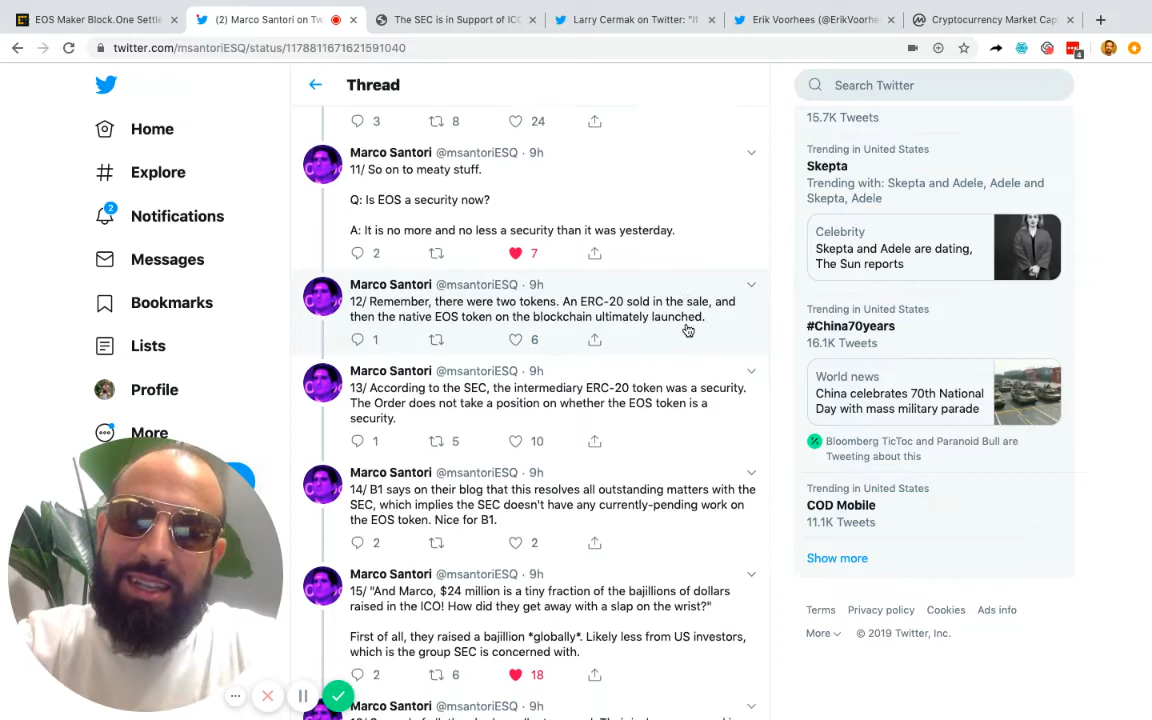 EOS Maker Block.One Settle
(2) Marco Santori on Tw
The SEC is in Support of ICO
Larry Cermak on Twitter: "If
Erik Voorhees (@ErikVoorhe
Cryptocurrency Market Cap
twitter.com/msantoriESQ/status/1178811671621591040
4
Home
Explore
2
Notifications
Messages
Bookmarks
Lists
Profile
More
Thread
3 8 24
Marco Santori @msantoriESQ · 9h
11/ So on to meaty stuff.
Q: Is EOS a security now?
A: It is no more and no less a security than it was yesterday.
2 7
Marco Santori @msantoriESQ · 9h
12/ Remember, there were two tokens. An ERC-20 sold in the sale, and
then the native EOS token on the blockchain ultimately launched.
1 6
Marco Santori @msantoriESQ · 9h
13/ According to the SEC, the intermediary ERC-20 token was a security.
The Order does not take a position on whether the EOS token is a
security.
1 5 10
Marco Santori @msantoriESQ · 9h
14/ B1 says on their blog that this resolves all outstanding matters with the
SEC, which implies the SEC doesn't have any currently-pending work on
the EOS token. Nice for B1.
2 2
Marco Santori @msantoriESQ · 9h
15/ "And Marco, $24 million is a tiny fraction of the bajillions of dollars
raised in the ICO! How did they get away with a slap on the wrist?"
First of all, they raised a bajillion *globally*. Likely less from US investors,
which is the group SEC is concerned with.
2 6 18
Marco Santori @msantoriESQ · 9h
Search Twitter
15.7K Tweets
Trending in United States
Skepta
Trending with: Skepta and Adele, Adele and
Skepta, Adele
Celebrity
Skepta and Adele are dating,
The Sun reports
Trending in United States
#China70years
16.1K Tweets
World news
China celebrates 70th National
Day with mass military parade
Bloomberg TicToc and Paranoid Bull are
Tweeting about this
Trending in United States
COD Mobile
11.1K Tweets
Show more
Terms Privacy policy Cookies Ads info
More © 2019 Twitter, Inc.